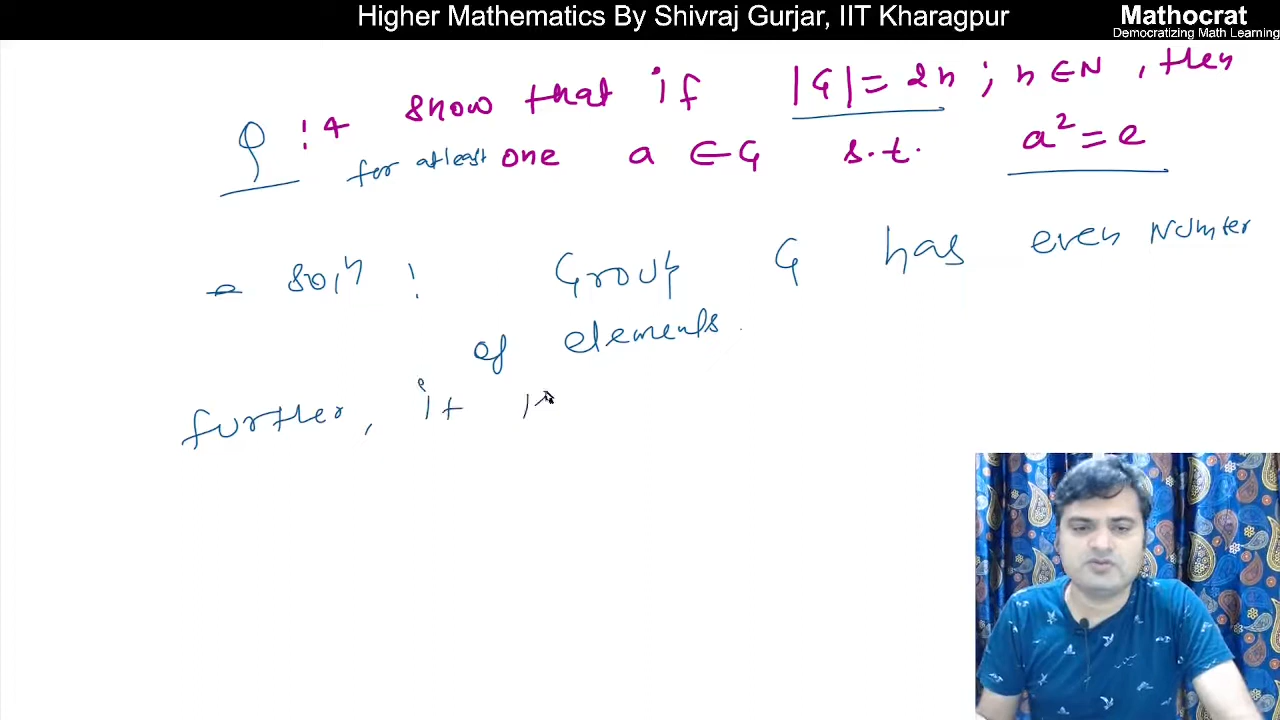 Higher Mathematics By Shivraj Gurjar, IIT Kharagpur
Mathocrat
Democratizing Math Learning
Q:4 show that if |G| = 2n ; n ∈ N , then
for atleast one a ∈ G s.t. a² = e
- Sol,n : Group G has even Number
of elements.
further, it